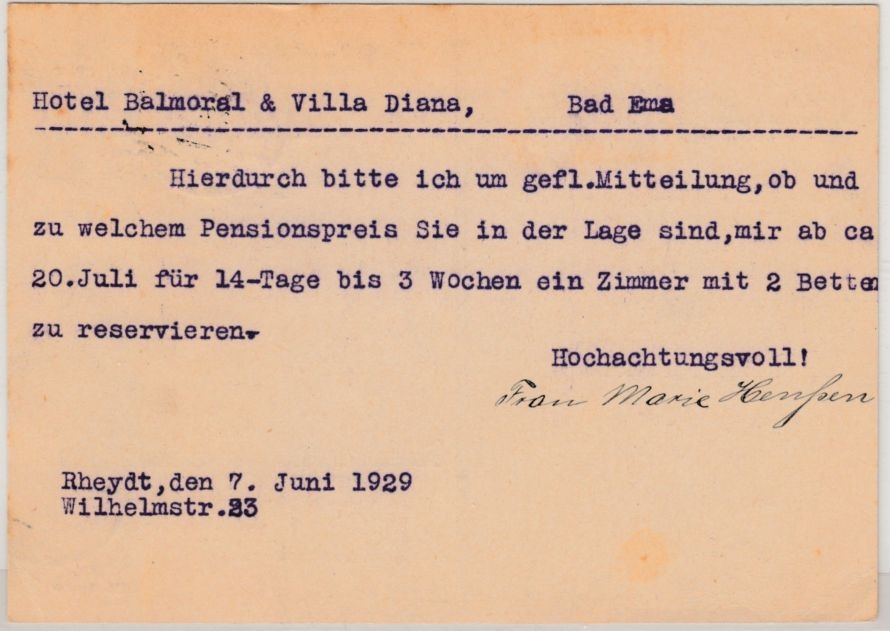 Hotel Balmoral & Villa Diana, Bad Ems
Hierdurch bitte ich um gefl.Mitteilung,ob und
zu welchem Pensionspreis Sie in der Lage sind,mir ab ca
20.Juli für 14-Tage bis 3 Wochen ein Zimmer mit 2 Betten
zu reservieren.
Hochachtungsvoll!
Frau Marie Henßen
Rheydt,den 7. Juni 1929
Wilhelmstr.23